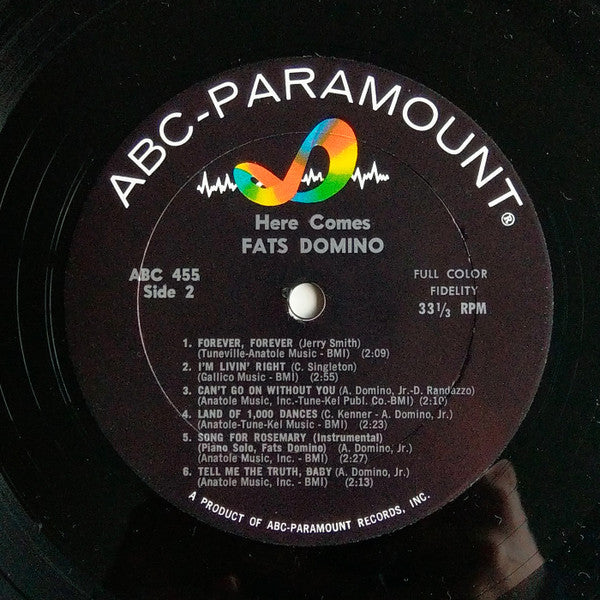 ABC-PARAMOUNT®
Here Comes
FATS DOMINO
ABC 455
Side 2
FULL COLOR
FIDELITY
33 1/3 RPM
1. FOREVER, FOREVER (Jerry Smith)
(Tuneville-Anatole Music - BMI) (2:09)
2. I'M LIVIN' RIGHT (C. Singleton)
(Gallico Music - BMI) (2:55)
3. CAN'T GO ON WITHOUT YOU (A. Domino, Jr.-D. Randazzo)
(Anatole Music, Inc.-Tune-Kel Publ. Co.-BMI) (2:10)
4. LAND OF 1,000 DANCES (C. Kenner - A. Domino, Jr.)
(Anatole-Tune-Kel Music - BMI) (2:23)
5. SONG FOR ROSEMARY (Instrumental)
(Piano Solo, Fats Domino) (A. Domino, Jr.)
(Anatole Music, Inc. - BMI) (2:27)
6. TELL ME THE TRUTH, BABY (A. Domino, Jr.)
(Anatole Music, Inc. - BMI) (2:13)
A PRODUCT OF ABC-PARAMOUNT RECORDS, INC.